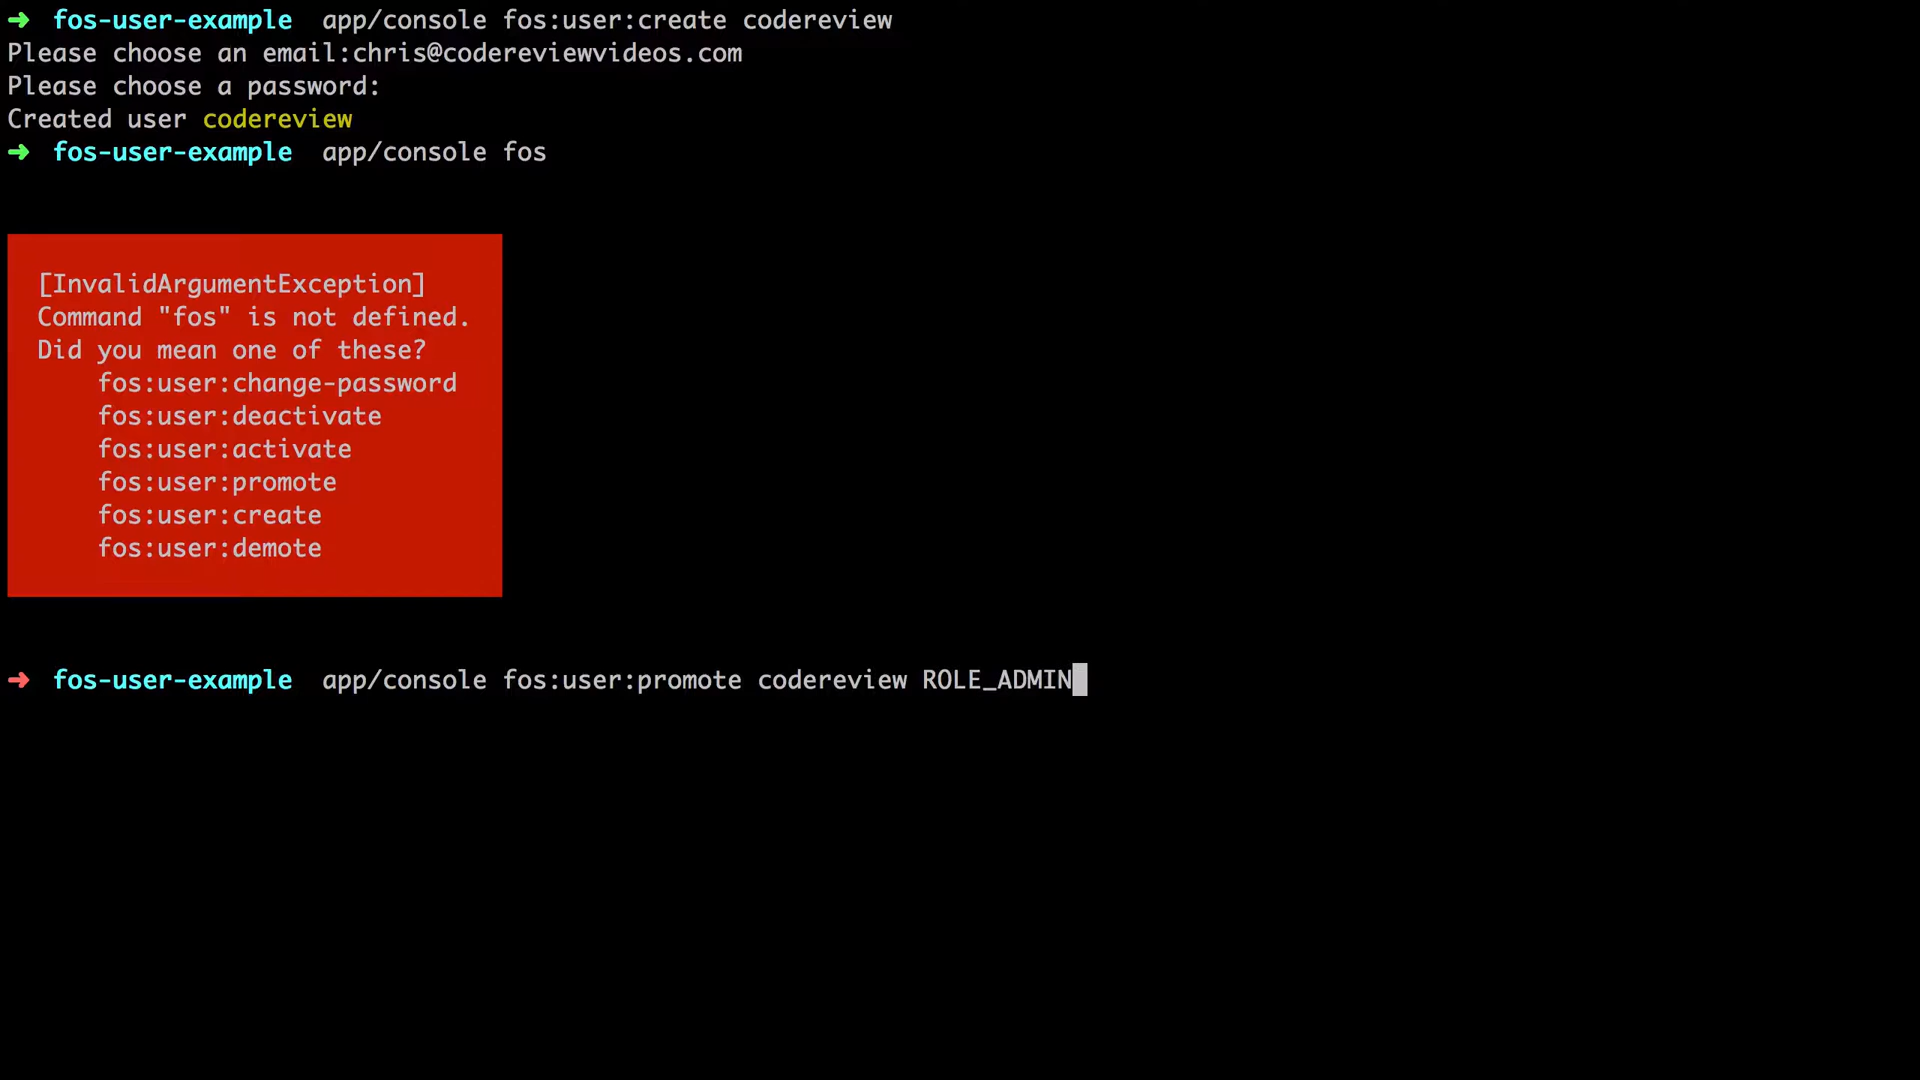 ➜ fos-user-example app/console fos:user:create codereview
Please choose an email:chris@codereviewvideos.com
Please choose a password:
Created user codereview
➜ fos-user-example app/console fos
[InvalidArgumentException]
Command "fos" is not defined.
Did you mean one of these?
fos:user:change-password
fos:user:deactivate
fos:user:activate
fos:user:promote
fos:user:create
fos:user:demote
➜ fos-user-example app/console fos:user:promote codereview ROLE_ADMIN